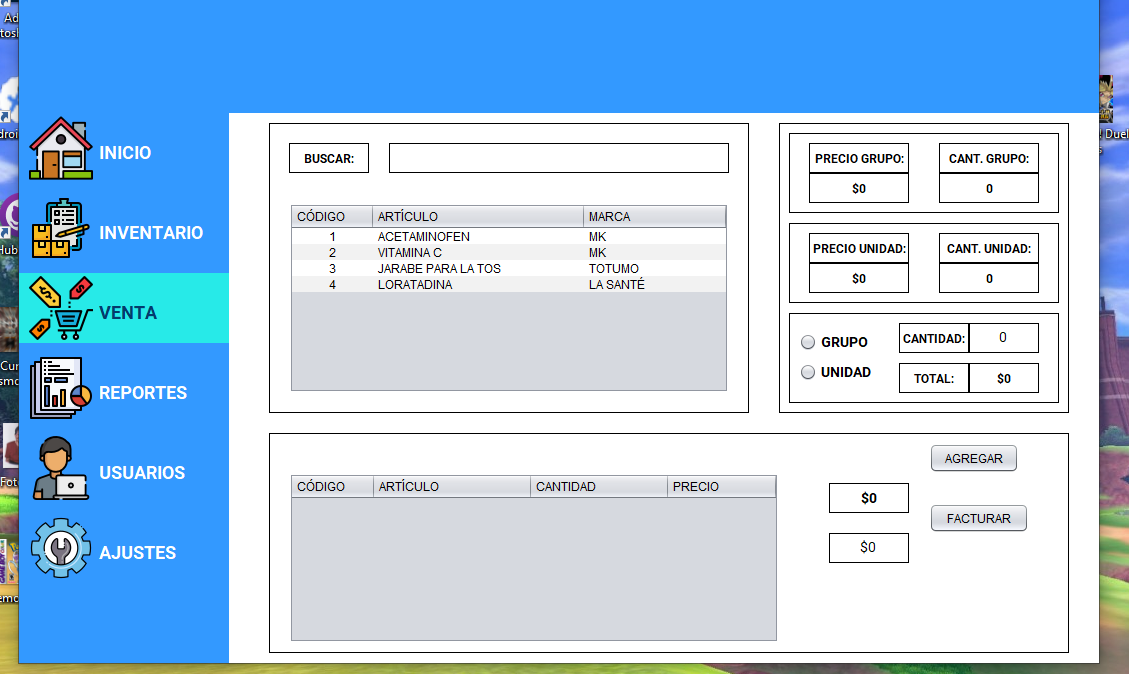 INICIO
INVENTARIO
VENTA
REPORTES
USUARIOS
AJUSTES
BUSCAR:
CÓDIGO ARTÍCULO MARCA
1 ACETAMINOFEN MK
2 VITAMINA C MK
3 JARABE PARA LA TOS TOTUMO
4 LORATADINA LA SANTÉ
PRECIO GRUPO: CANT. GRUPO:
$0 0
PRECIO UNIDAD: CANT. UNIDAD:
$0 0
GRUPO CANTIDAD: 0
UNIDAD TOTAL: $0
CÓDIGO ARTÍCULO CANTIDAD PRECIO
AGREGAR
$0
FACTURAR
$0